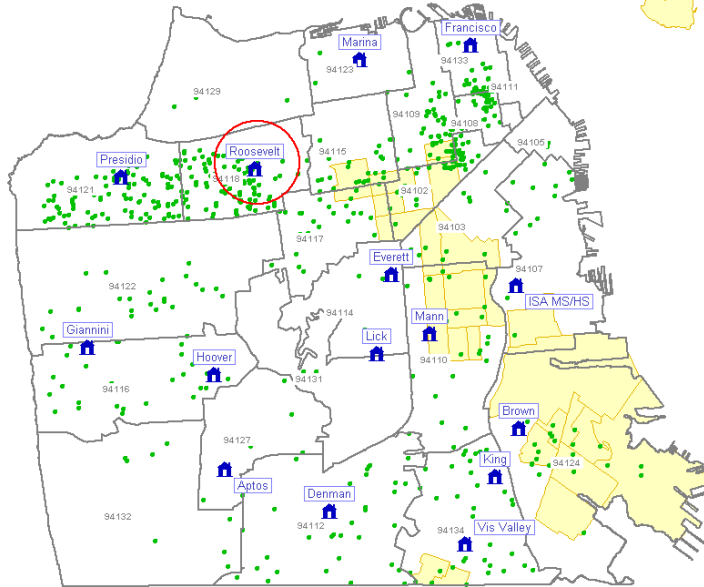 Francisco
Marina
94123
94133
94129
94111
94109
94108
94105
Roosevelt
94115
Presidio
94118
94121
94102
94103
94117
Everett
94107
94122
ISA MS/HS
94114
Mann
Giannini
Lick
Hoover
94110
94131
94116
Brown
94127
King
94124
Aptos
Denman
94132
94112
Vis Valley
94134